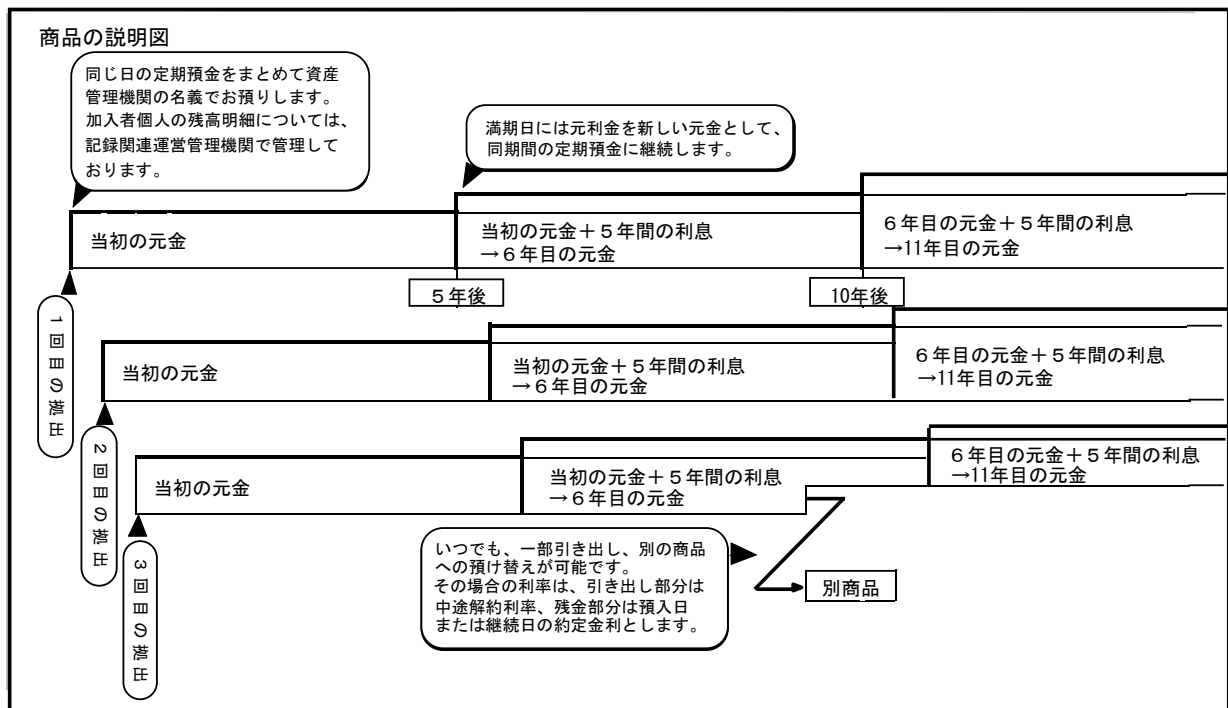 商品の説明図
同じ日の定期預金をまとめて資産
管理機関の名義でお預りします。
加入者個人の残高明細については、
記録関連運営管理機関で管理して
おります。
満期日には元利金を新しい元金として、
同期間の定期預金に継続します。
当初の元金
当初の元金＋５年間の利息
→６年目の元金
６年目の元金＋５年間の利息
→11年目の元金
５年後
10年後
１回目の拠出
当初の元金
当初の元金＋５年間の利息
→６年目の元金
６年目の元金＋５年間の利息
→11年目の元金
２回目の拠出
当初の元金
当初の元金＋５年間の利息
→６年目の元金
６年目の元金＋５年間の利息
→11年目の元金
３回目の拠出
いつでも、一部引き出し、別の商品
への預け替えが可能です。
その場合の利率は、引き出し部分は
中途解約利率、残金部分は預入日
または継続日の約定金利とします。
別商品